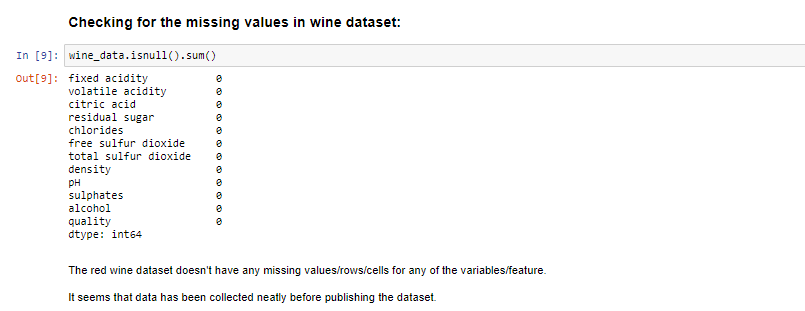 Checking for the missing values in wine dataset:
In [9]: wine_data.isnull().sum()
Out[9]: fixed acidity 0
volatile acidity 0
citric acid 0
residual sugar 0
chlorides 0
free sulfur dioxide 0
total sulfur dioxide 0
density 0
pH 0
sulphates 0
alcohol 0
quality 0
dtype: int64
The red wine dataset doesn't have any missing values/rows/cells for any of the variables/feature.
It seems that data has been collected neatly before publishing the dataset.